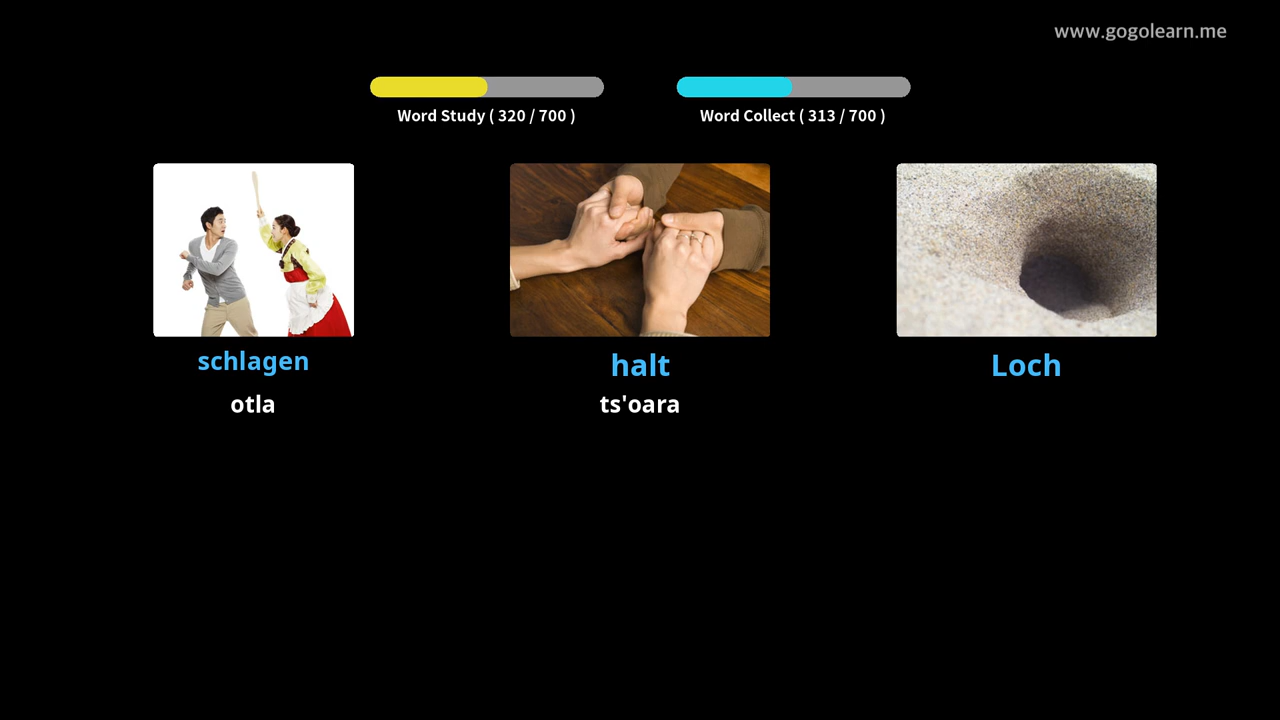 www.gogolearn.me
Word Study ( 320 / 700 )
Word Collect ( 313 / 700 )
schlagen
halt
Loch
otla
ts'oara